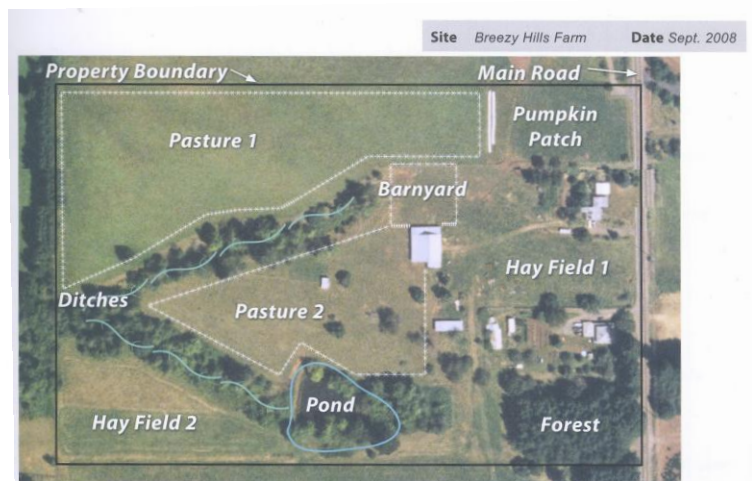 Site Breezy Hills Farm Date Sept. 2008
Property Boundary
Main Road
Pasture 1
Pumpkin
Patch
Barnyard
Hay Field 1
Ditches
Pasture 2
Pond
Hay Field 2
Forest